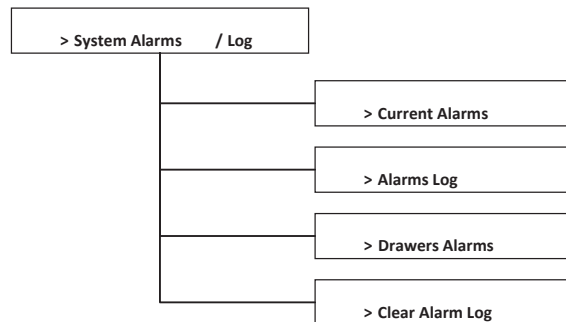 > System Alarms / Log
> Current Alarms
> Alarms Log
> Drawers Alarms
> Clear Alarm Log